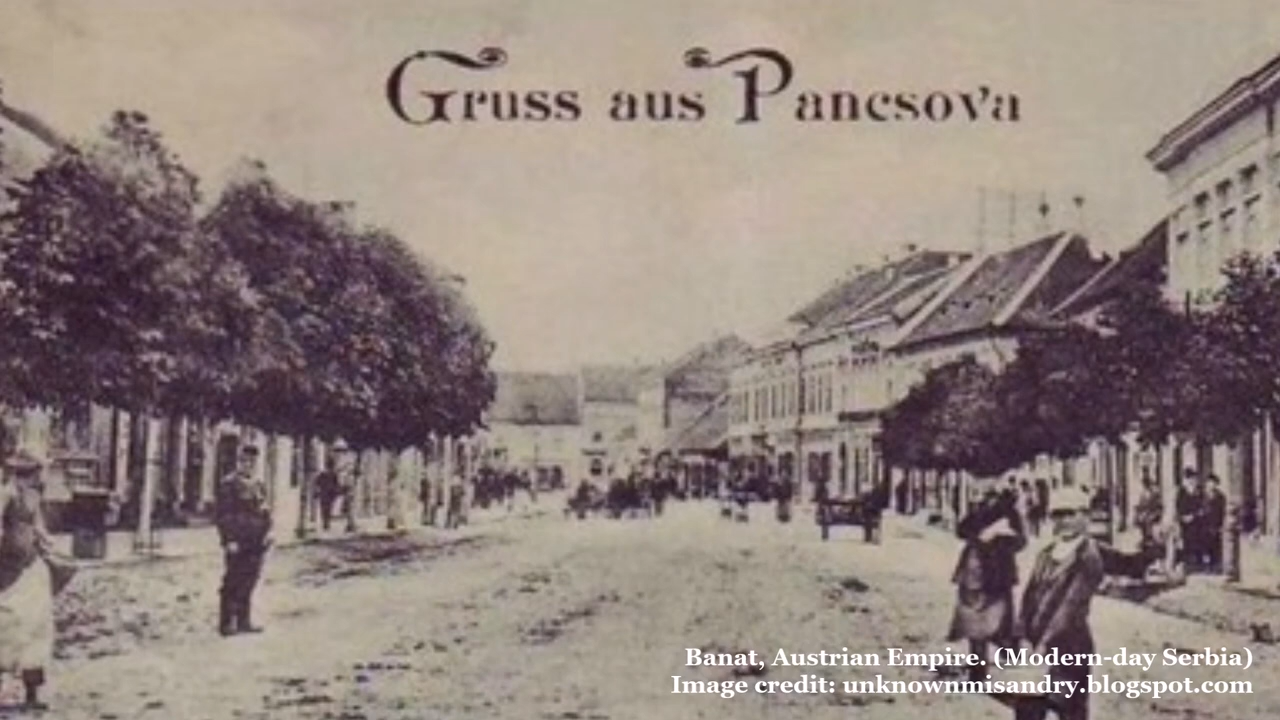 Gruss aus Pancsova
Banat, Austrian Empire. (Modern-day Serbia)
Image credit: unknownmisandry.blogspot.com